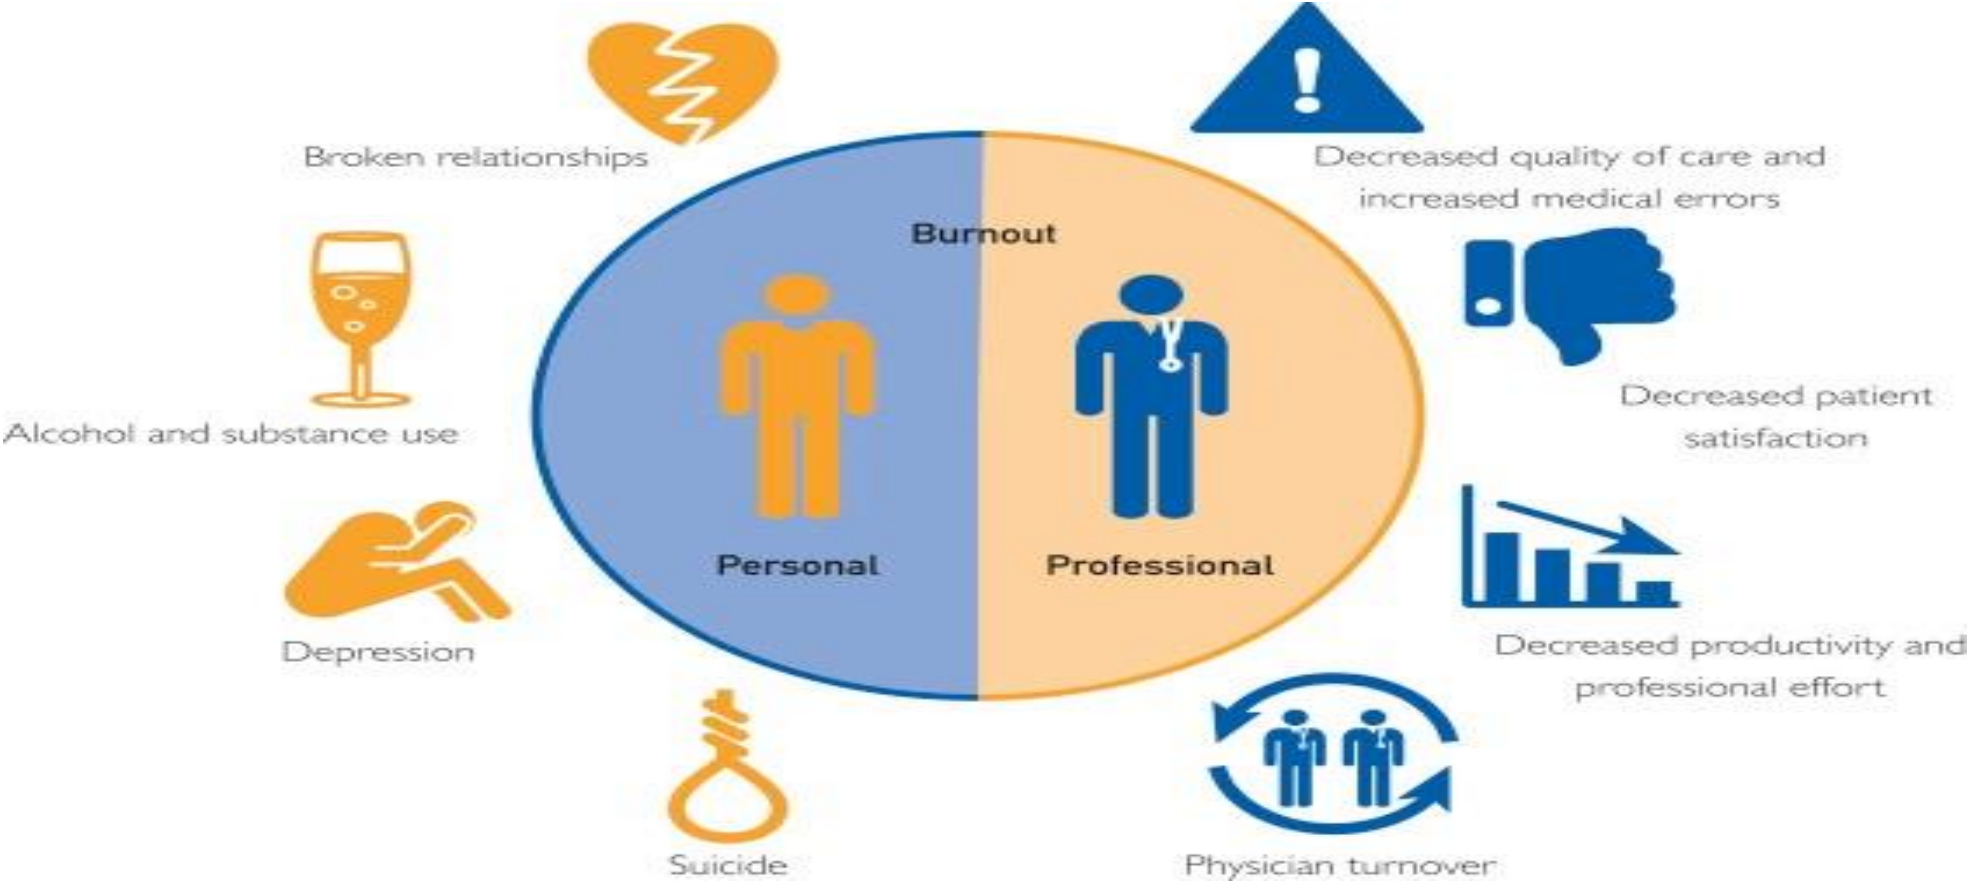 Broken relationships
Decreased quality of care and
increased medical errors
Burnout
Alcohol and substance use
Decreased patient
satisfaction
Personal
Professional
Depression
Decreased productivity and
professional effort
Suicide
Physician turnover